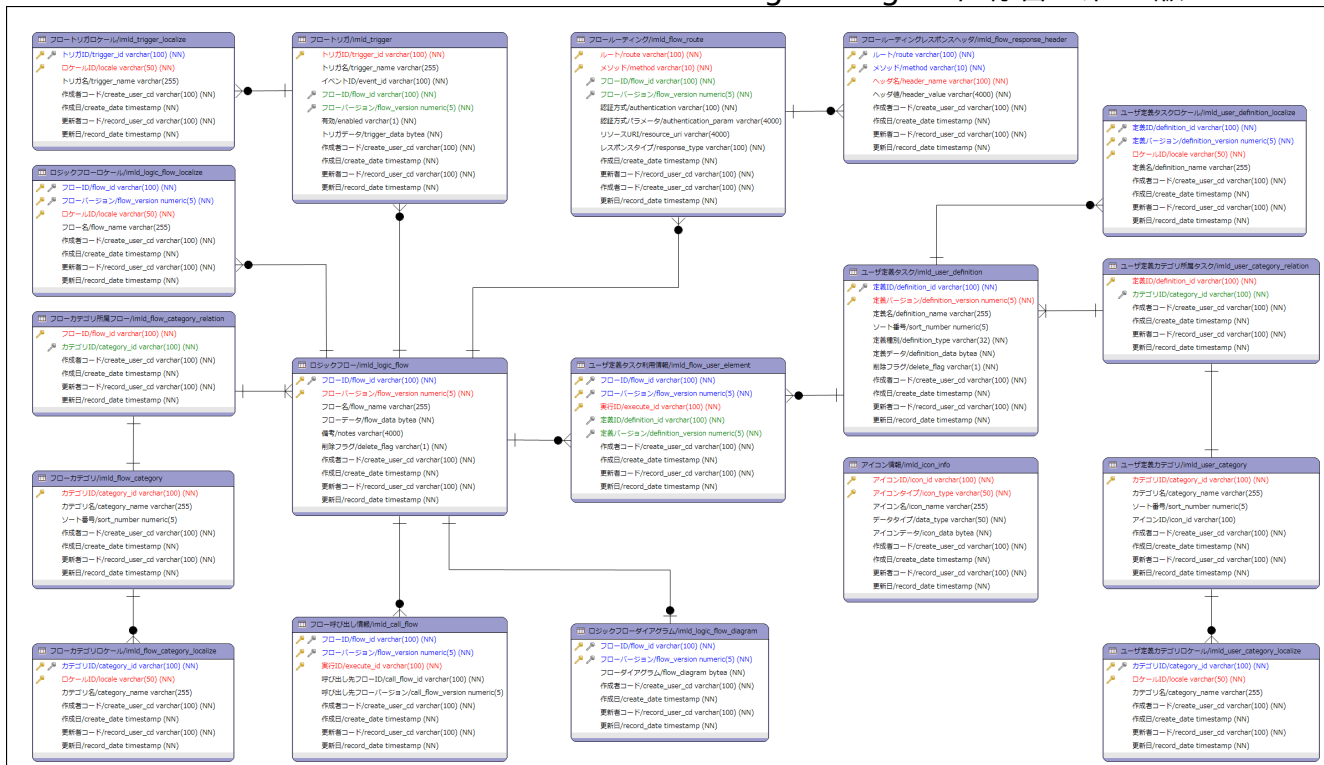 フロートリガロケール/imld_trigger_localize
トリガID/trigger_id varchar(100) (NN)
ロケールID/locale varchar(50) (NN)
トリガ名/trigger_name varchar(255)
作成者コード/create_user_cd varchar(100) (NN)
作成日/create_date timestamp (NN)
更新者コード/record_user_cd varchar(100) (NN)
更新日/record_date timestamp (NN)
フロートリガ/imld_trigger
トリガID/trigger_id varchar(100) (NN)
トリガ名/trigger_name varchar(255)
イベントID/event_id varchar(100) (NN)
フローID/flow_id varchar(100) (NN)
フローバージョン/flow_version numeric(5) (NN)
有効/enabled varchar(1) (NN)
トリガデータ/trigger_data bytea (NN)
作成者コード/create_user_cd varchar(100) (NN)
作成日/create_date timestamp (NN)
更新者コード/record_user_cd varchar(100) (NN)
更新日/record_date timestamp (NN)
フロールーティング/imld_flow_route
ルート/route varchar(100) (NN)
メソッド/method varchar(10) (NN)
フローID/flow_id varchar(100) (NN)
フローバージョン/flow_version numeric(5) (NN)
認証方式/authentication varchar(100) (NN)
認証方式パラメータ/authentication_param varchar(4000)
リソースURI/resource_uri varchar(4000)
レスポンスタイプ/response_type varchar(100) (NN)
更新者コード/record_user_cd varchar(100) (NN)
作成者コード/create_user_cd varchar(100) (NN)
作成日/create_date timestamp (NN)
更新日/record_date timestamp (NN)
フロールーティングレスポンスヘッダ/imld_flow_response_header
ルート/route varchar(100) (NN)
メソッド/method varchar(10) (NN)
ヘッダ名/header_name varchar(100) (NN)
ヘッダ値/header_value varchar(4000) (NN)
作成者コード/create_user_cd varchar(100) (NN)
作成日/create_date timestamp (NN)
更新者コード/record_user_cd varchar(100) (NN)
更新日/record_date timestamp (NN)
ユーザ定義タスクロケール/imld_user_definition_localize
定義ID/definition_id varchar(100) (NN)
定義バージョン/definition_version numeric(5) (NN)
ロケールID/locale varchar(50) (NN)
定義名/definition_name varchar(255)
作成者コード/create_user_cd varchar(100) (NN)
作成日/create_date timestamp (NN)
更新者コード/record_user_cd varchar(100) (NN)
更新日/record_date timestamp (NN)
ロジックフローロケール/imld_logic_flow_localize
フローID/flow_id varchar(100) (NN)
フローバージョン/flow_version numeric(5) (NN)
ロケールID/locale varchar(50) (NN)
フロー名/flow_name varchar(255)
作成者コード/create_user_cd varchar(100) (NN)
作成日/create_date timestamp (NN)
更新者コード/record_user_cd varchar(100) (NN)
更新日/record_date timestamp (NN)
ユーザ定義タスク/imld_user_definition
定義ID/definition_id varchar(100) (NN)
定義バージョン/definition_version numeric(5) (NN)
定義名/definition_name varchar(255)
ソート番号/sort_number numeric(5)
定義種別/definition_type varchar(32) (NN)
定義データ/definition_data bytea (NN)
削除フラグ/delete_flag varchar(1) (NN)
作成者コード/create_user_cd varchar(100) (NN)
作成日/create_date timestamp (NN)
更新者コード/record_user_cd varchar(100) (NN)
更新日/record_date timestamp (NN)
ユーザ定義カテゴリ所属タスク/imld_user_category_relation
定義ID/definition_id varchar(100) (NN)
カテゴリID/category_id varchar(100) (NN)
作成者コード/create_user_cd varchar(100) (NN)
作成日/create_date timestamp (NN)
更新者コード/record_user_cd varchar(100) (NN)
更新日/record_date timestamp (NN)
フローカテゴリ所属フロー/imld_flow_category_relation
フローID/flow_id varchar(100) (NN)
カテゴリID/category_id varchar(100) (NN)
作成者コード/create_user_cd varchar(100) (NN)
作成日/create_date timestamp (NN)
更新者コード/record_user_cd varchar(100) (NN)
更新日/record_date timestamp (NN)
ロジックフロー/imld_logic_flow
フローID/flow_id varchar(100) (NN)
フローバージョン/flow_version numeric(5) (NN)
フロー名/flow_name varchar(255)
フローデータ/flow_data bytea (NN)
備考/notes varchar(4000)
削除フラグ/delete_flag varchar(1) (NN)
作成者コード/create_user_cd varchar(100) (NN)
作成日/create_date timestamp (NN)
更新者コード/record_user_cd varchar(100) (NN)
更新日/record_date timestamp (NN)
ユーザ定義タスク利用情報/imld_flow_user_element
フローID/flow_id varchar(100) (NN)
フローバージョン/flow_version numeric(5) (NN)
実行ID/execute_id varchar(100) (NN)
定義ID/definition_id varchar(100) (NN)
定義バージョン/definition_version numeric(5) (NN)
作成者コード/create_user_cd varchar(100) (NN)
作成日/create_date timestamp (NN)
更新者コード/record_user_cd varchar(100) (NN)
更新日/record_date timestamp (NN)
フローカテゴリ/imld_flow_category
カテゴリID/category_id varchar(100) (NN)
カテゴリ名/category_name varchar(255)
ソート番号/sort_number numeric(5)
作成者コード/create_user_cd varchar(100) (NN)
作成日/create_date timestamp (NN)
更新者コード/record_user_cd varchar(100) (NN)
更新日/record_date timestamp (NN)
アイコン情報/imld_icon_info
アイコンID/icon_id varchar(100) (NN)
アイコンタイプ/icon_type varchar(50) (NN)
アイコン名/icon_name varchar(255)
データタイプ/data_type varchar(50) (NN)
アイコンデータ/icon_data bytea (NN)
作成者コード/create_user_cd varchar(100) (NN)
作成日/create_date timestamp (NN)
更新者コード/record_user_cd varchar(100) (NN)
更新日/record_date timestamp (NN)
ユーザ定義カテゴリ/imld_user_category
カテゴリID/category_id varchar(100) (NN)
カテゴリ名/category_name varchar(255)
ソート番号/sort_number numeric(5)
アイコンID/icon_id varchar(100)
作成者コード/create_user_cd varchar(100) (NN)
作成日/create_date timestamp (NN)
更新者コード/record_user_cd varchar(100) (NN)
更新日/record_date timestamp (NN)
フローカテゴリロケール/imld_flow_category_localize
カテゴリID/category_id varchar(100) (NN)
ロケールID/locale varchar(50) (NN)
カテゴリ名/category_name varchar(255)
作成者コード/create_user_cd varchar(100) (NN)
作成日/create_date timestamp (NN)
更新者コード/record_user_cd varchar(100) (NN)
更新日/record_date timestamp (NN)
フロー呼び出し情報/imld_call_flow
フローID/flow_id varchar(100) (NN)
フローバージョン/flow_version numeric(5) (NN)
実行ID/execute_id varchar(100) (NN)
呼び出し先フローID/call_flow_id varchar(100) (NN)
呼び出し先フローバージョン/call_flow_version numeric(5)
作成者コード/create_user_cd varchar(100) (NN)
作成日/create_date timestamp (NN)
更新者コード/record_user_cd varchar(100) (NN)
更新日/record_date timestamp (NN)
ロジックフローダイアグラム/imld_logic_flow_diagram
フローID/flow_id varchar(100) (NN)
フローバージョン/flow_version numeric(5) (NN)
フローダイアグラム/flow_diagram bytea (NN)
作成者コード/create_user_cd varchar(100) (NN)
作成日/create_date timestamp (NN)
更新者コード/record_user_cd varchar(100) (NN)
更新日/record_date timestamp (NN)
ユーザ定義カテゴリロケール/imld_user_category_localize
カテゴリID/category_id varchar(100) (NN)
ロケールID/locale varchar(50) (NN)
カテゴリ名/category_name varchar(255)
作成者コード/create_user_cd varchar(100) (NN)
作成日/create_date timestamp (NN)
更新者コード/record_user_cd varchar(100) (NN)
更新日/record_date timestamp (NN)